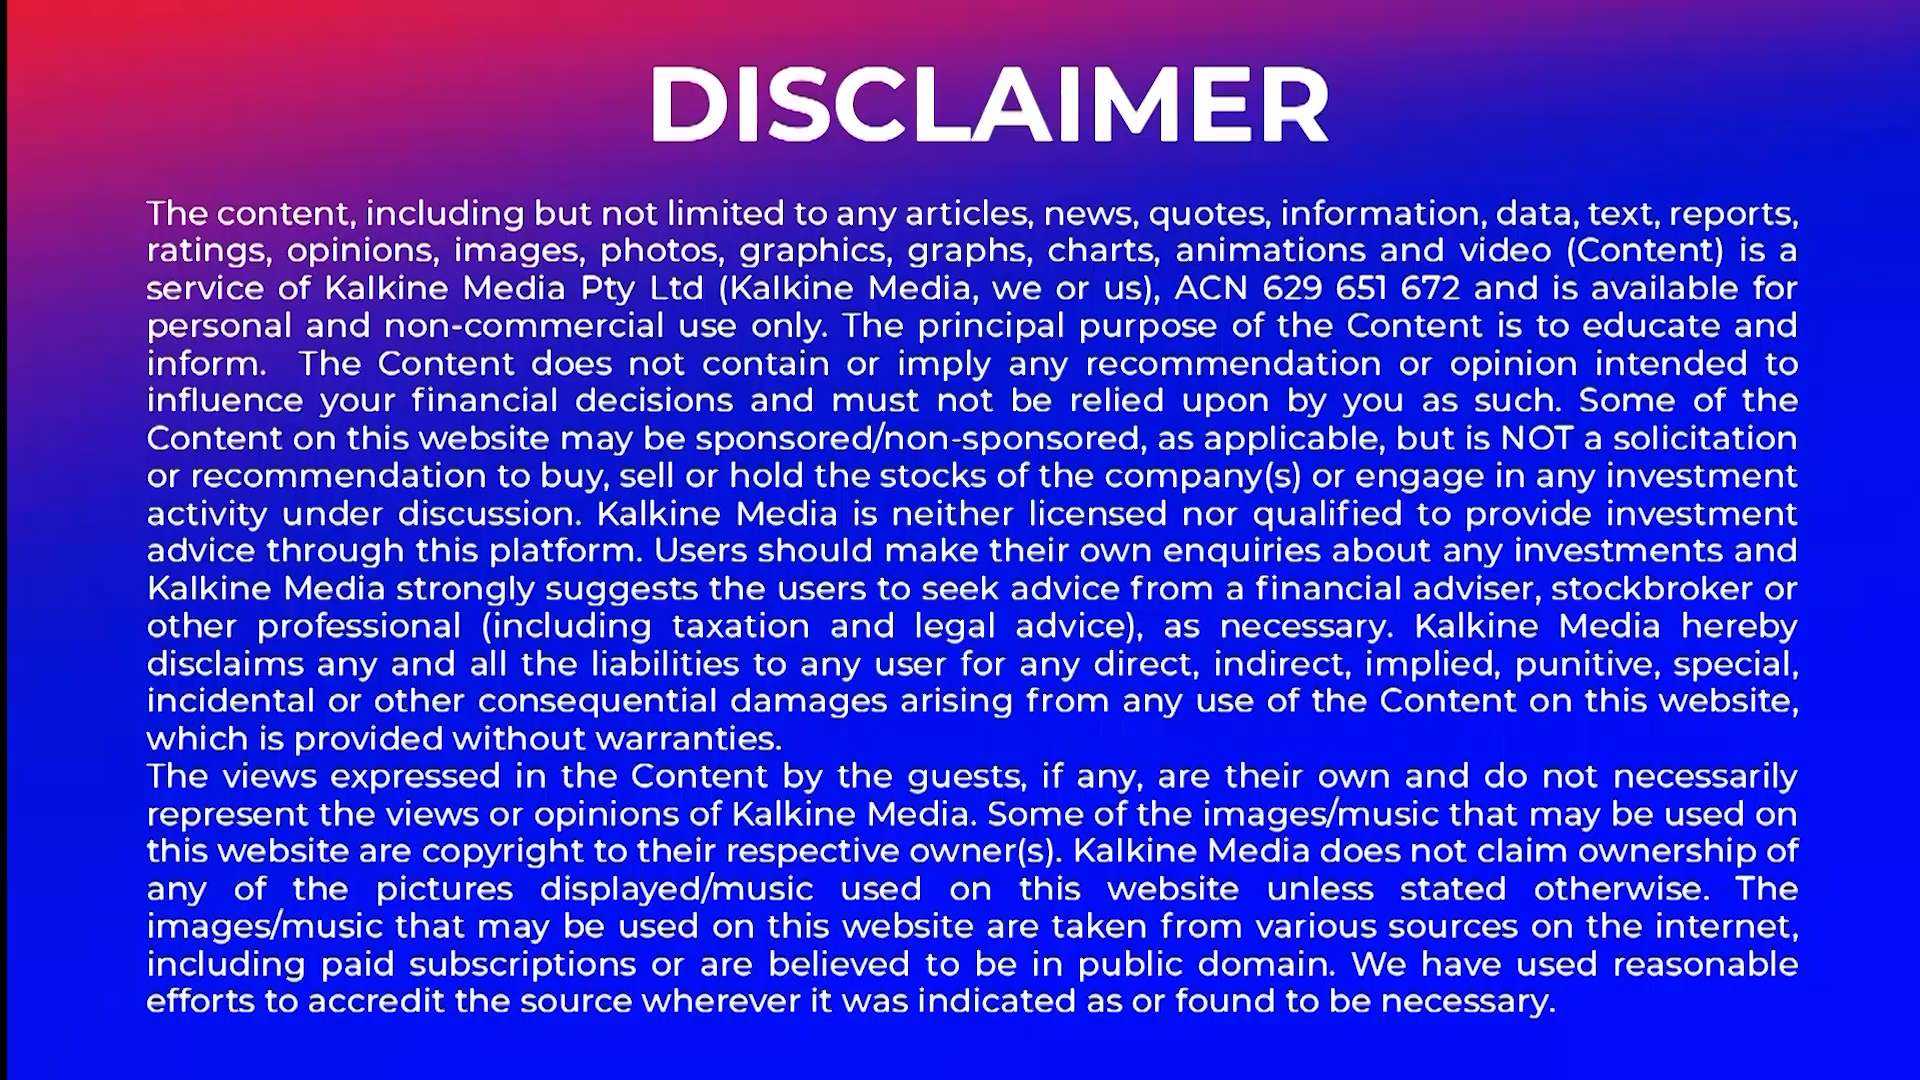 DISCLAIMER
The content, including but not limited to any articles, news, quotes, information, data, text, reports,
ratings, opinions, images, photos, graphics, graphs, charts, animations and video (Content) is a
service of Kalkine Media Pty Ltd (Kalkine Media, we or us), ACN 629 651 672 and is available for
personal and non-commercial use only. The principal purpose of the Content is to educate and
inform.  The Content does not contain or imply any recommendation or opinion intended to
influence your financial decisions and must not be relied upon by you as such. Some of the
Content on this website may be sponsored/non-sponsored, as applicable, but is NOT a solicitation
or recommendation to buy, sell or hold the stocks of the company(s) or engage in any investment
activity under discussion. Kalkine Media is neither licensed nor qualified to provide investment
advice through this platform. Users should make their own enquiries about any investments and
Kalkine Media strongly suggests the users to seek advice from a financial adviser, stockbroker or
other professional (including taxation and legal advice), as necessary. Kalkine Media hereby
disclaims any and all the liabilities to any user for any direct, indirect, implied, punitive, special,
incidental or other consequential damages arising from any use of the Content on this website,
which is provided without warranties.
The views expressed in the Content by the guests, if any, are their own and do not necessarily
represent the views or opinions of Kalkine Media. Some of the images/music that may be used on
this website are copyright to their respective owner(s). Kalkine Media does not claim ownership of
any of the pictures displayed/music used on this website unless stated otherwise. The
images/music that may be used on this website are taken from various sources on the internet,
including paid subscriptions or are believed to be in public domain. We have used reasonable
efforts to accredit the source wherever it was indicated as or found to be necessary.